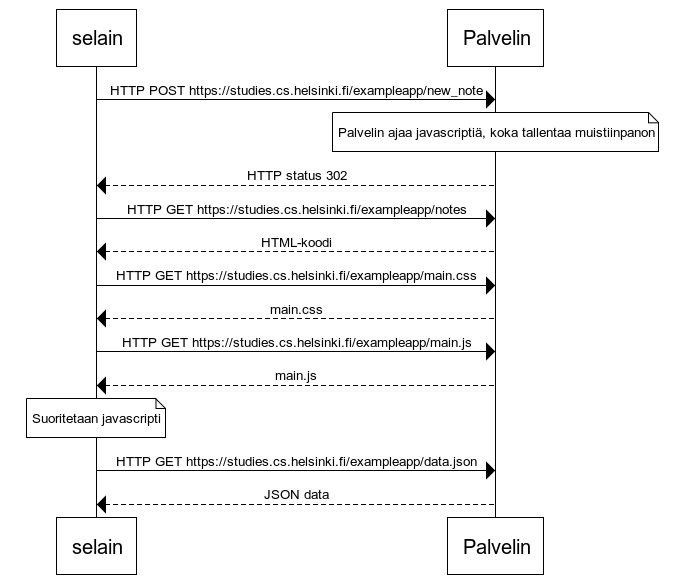 selain
Palvelin
HTTP POST https://studies.cs.helsinki.fi/exampleapp/new_note
Palvelin ajaa javascriptiä, koka tallentaa muistiinpanon
HTTP status 302
HTTP GET https://studies.cs.helsinki.fi/exampleapp/notes
HTML-koodi
HTTP GET https://studies.cs.helsinki.fi/exampleapp/main.css
main.css
HTTP GET https://studies.cs.helsinki.fi/exampleapp/main.js
main.js
Suoritetaan javascripti
HTTP GET https://studies.cs.helsinki.fi/exampleapp/data.json
JSON data
selain
Palvelin